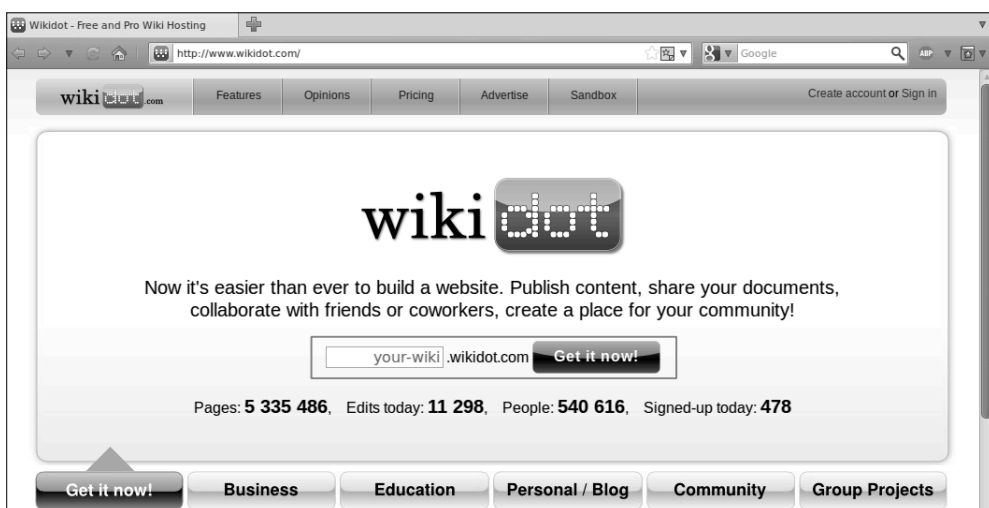 Wikidot - Free and Pro Wiki Hosting
http://www.wikidot.com/
Google
ABP
wikidot.com Features Opinions Pricing Advertise Sandbox Create account or Sign in
wikidot
Now it's easier than ever to build a website. Publish content, share your documents,
collaborate with friends or coworkers, create a place for your community!
your-wiki .wikidot.com Get it now!
Pages: 5 335 486, Edits today: 11 298, People: 540 616, Signed-up today: 478
Get it now! Business Education Personal / Blog Community Group Projects